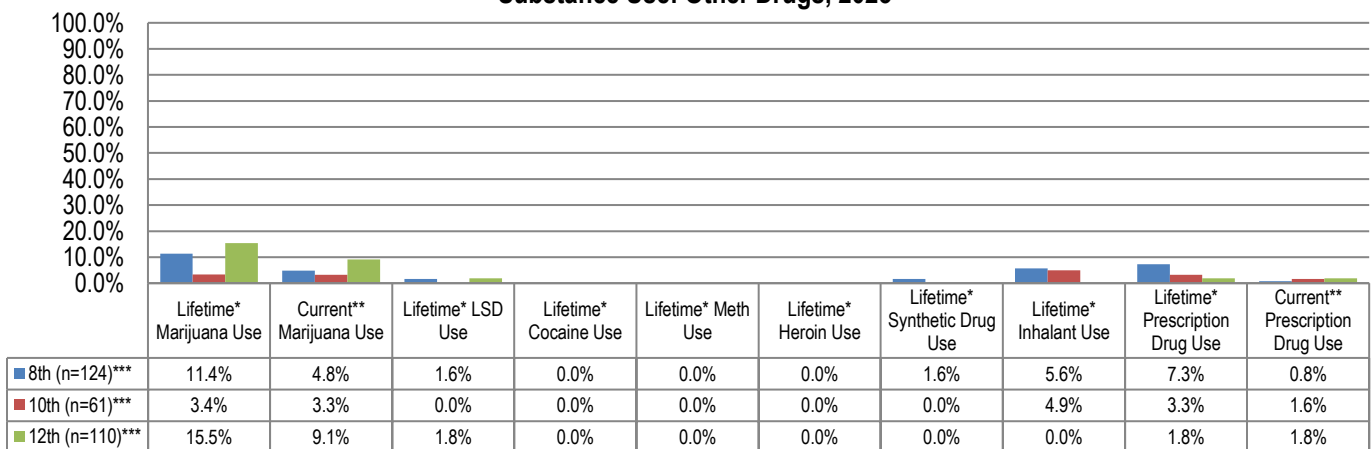 Substance Use: Other Drugs,
100.0%
90.0%
80.0%
70.0%
60.0%
50.0%
40.0%
30.0%
20.0%
10.0%
0.0%
Lifetime* Marijuana Use
Current** Marijuana Use
Lifetime* LSD Use
Lifetime* Cocaine Use
Lifetime* Meth Use
Lifetime* Heroin Use
Lifetime* Synthetic Drug Use
Lifetime* Inhalant Use
Lifetime* Prescription Drug Use
Current** Prescription Drug Use
8th (n=124)*** 11.4% 4.8% 1.6% 0.0% 0.0% 0.0% 1.6% 5.6% 7.3% 0.8%
10th (n=61)*** 3.4% 3.3% 0.0% 0.0% 0.0% 0.0% 0.0% 4.9% 3.3% 1.6%
12th (n=110)*** 15.5% 9.1% 1.8% 0.0% 0.0% 0.0% 0.0% 0.0% 1.8% 1.8%